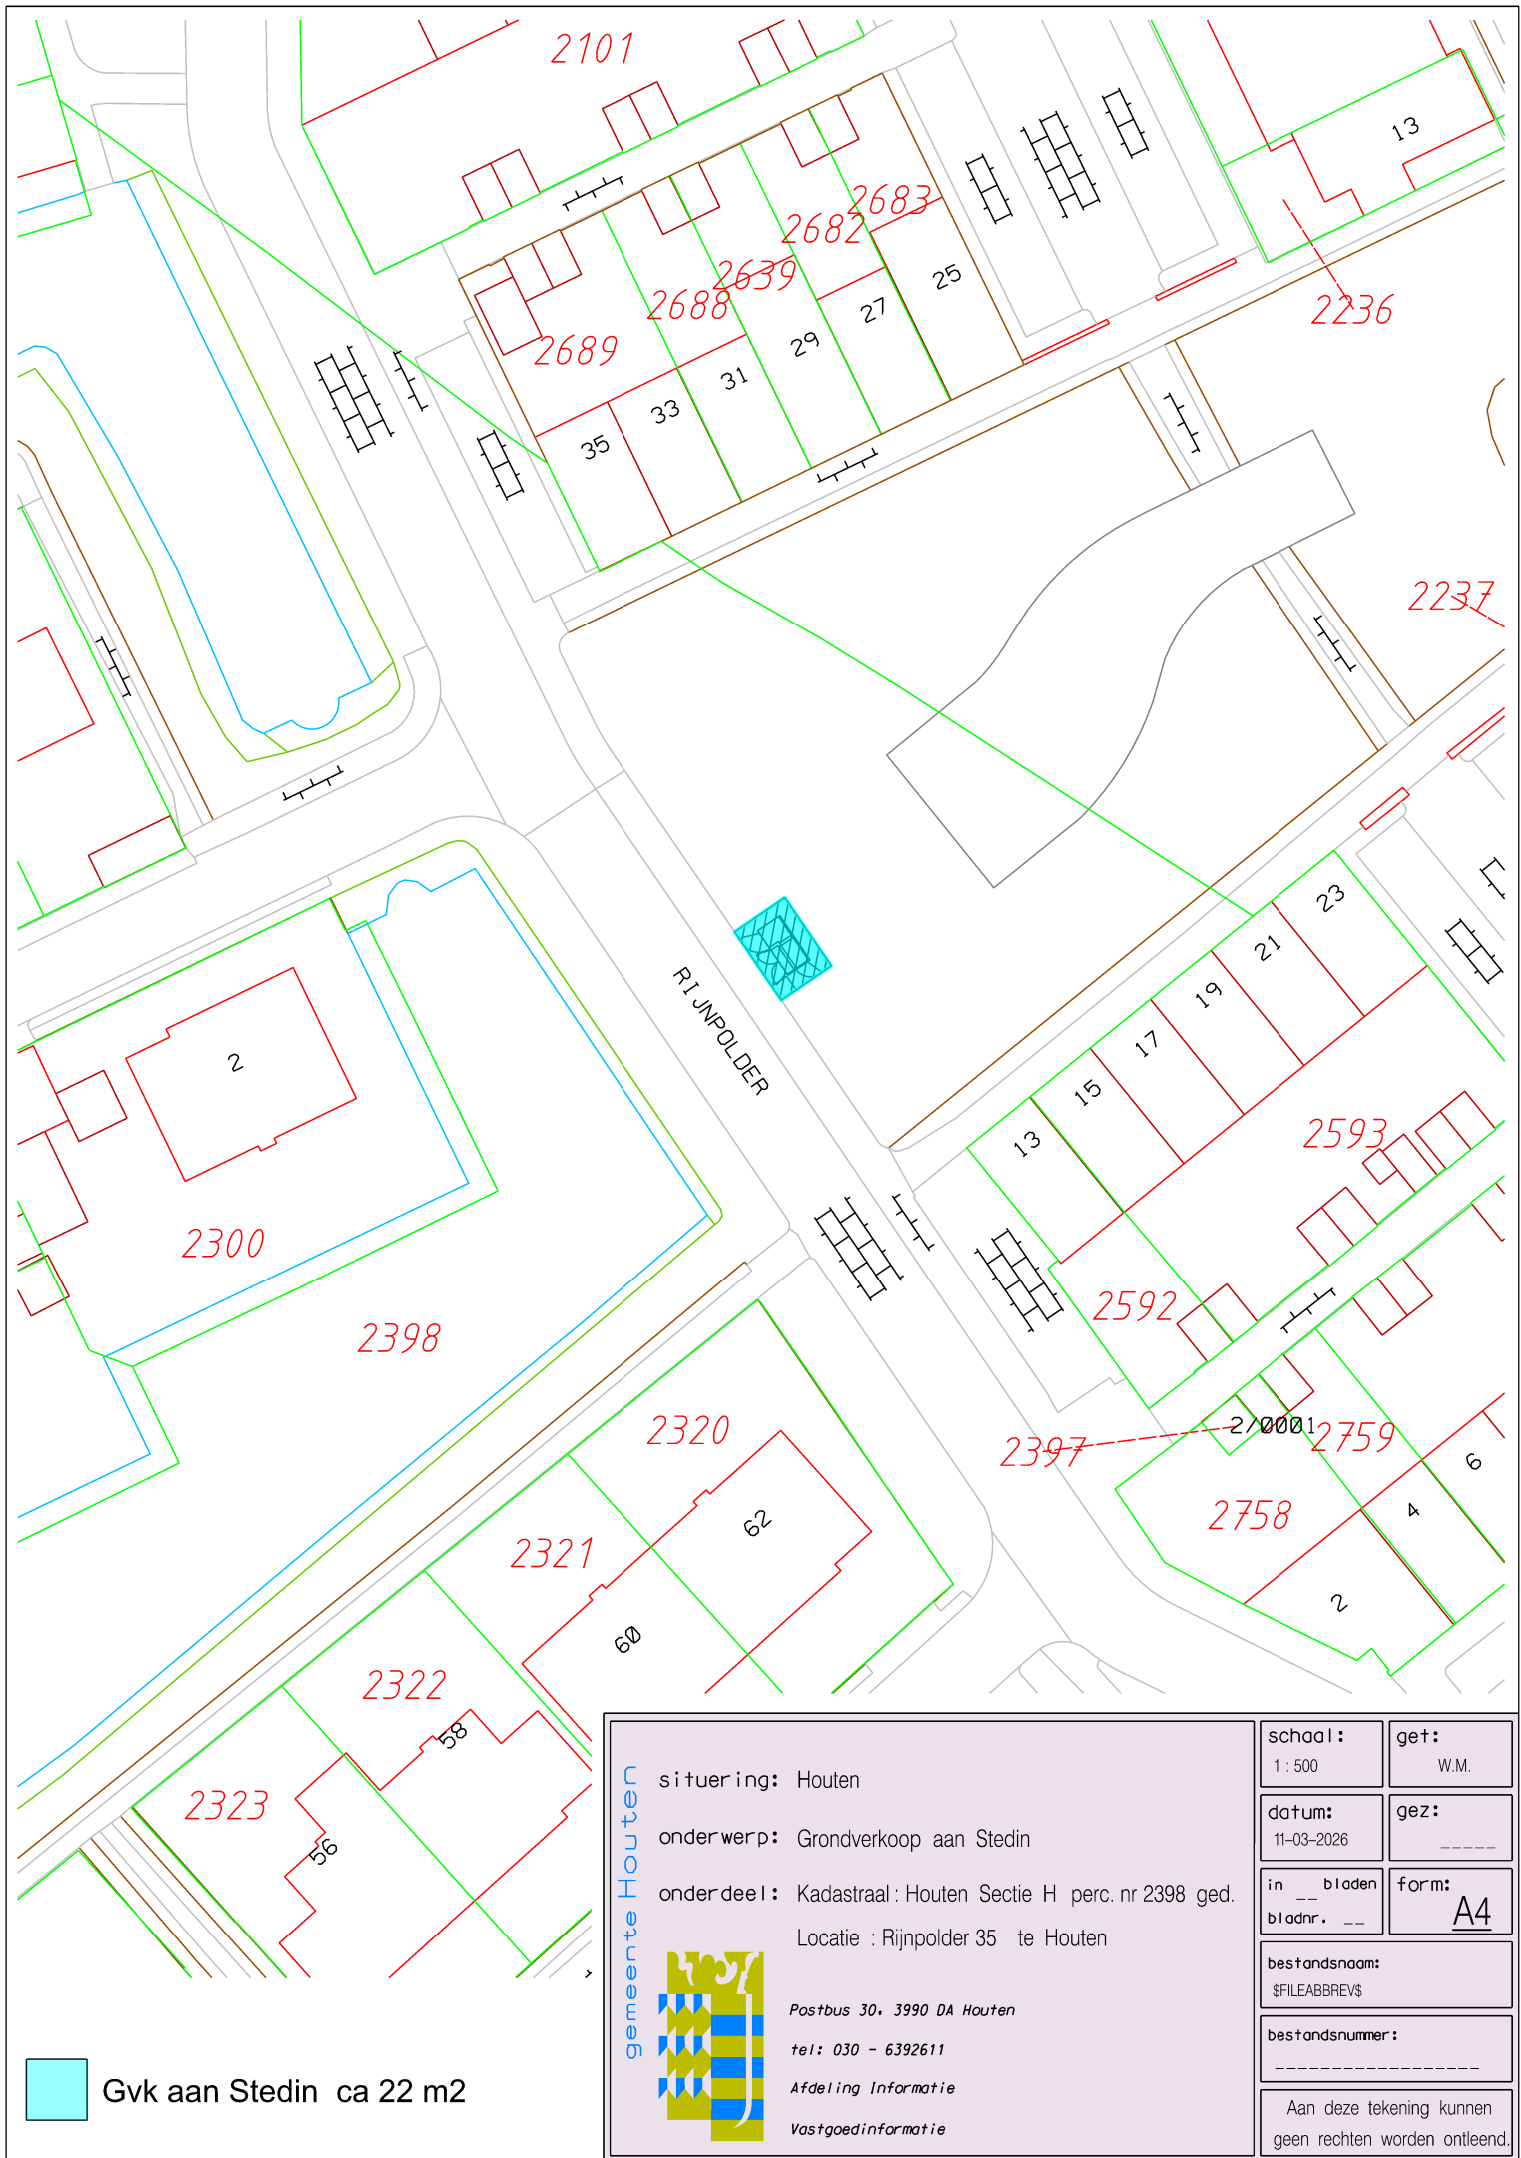 2101
13
2683
2682
2639
25
2688
27
2236
2689
29
31
33
35
2237
23
21
19
RIJNPOLDER
17
2
15
2593
13
2300
2592
2398
2320
2/0001
2397
2759
6
2758
4
62
2321
2
60
2322
58
2323
56
gemeente Houten
situering: Houten
onderwerp: Grondverkoop aan Stedin
onderdeel: Kadastraal : Houten Sectie H perc. nr 2398 ged.
Locatie : Rijnpolder 35 te Houten
Postbus 30. 3990 DA Houten
tel: 030 - 6392611
Afdeling Informatie
Vastgoedinformatie
schaal:
1 : 500
get:
W.M.
datum:
11-03-2026
gez:
_____
in __ bladen
bladnr. __
form:
A4
bestandsnaam:
$FILEABBREV$
bestandsnummer:
__________________
Aan deze tekening kunnen
geen rechten worden ontleend.
Gvk aan Stedin ca 22 m2